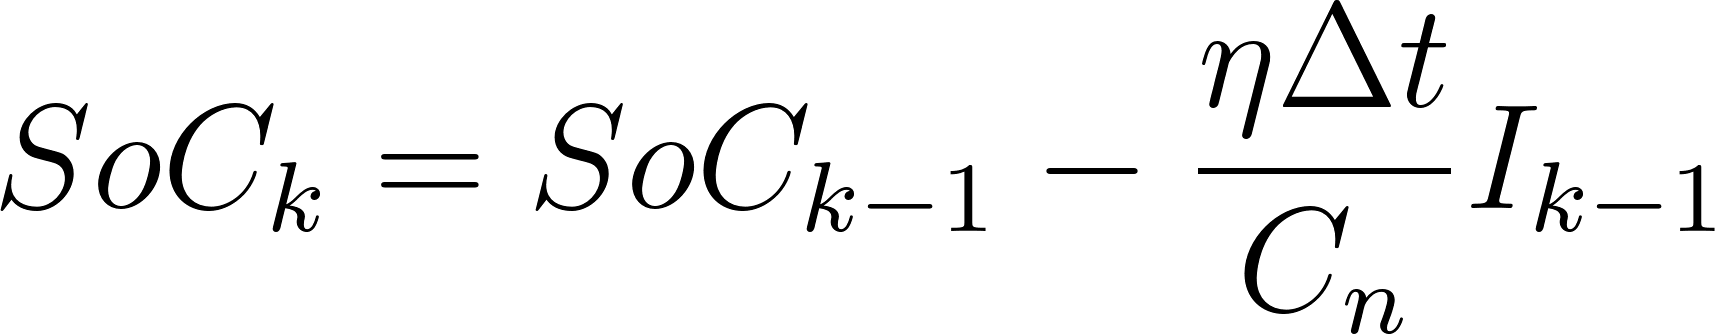 $SoC_k = SoC_{k-1} - \frac{\eta \Delta t}{C_n} I_{k-1}$